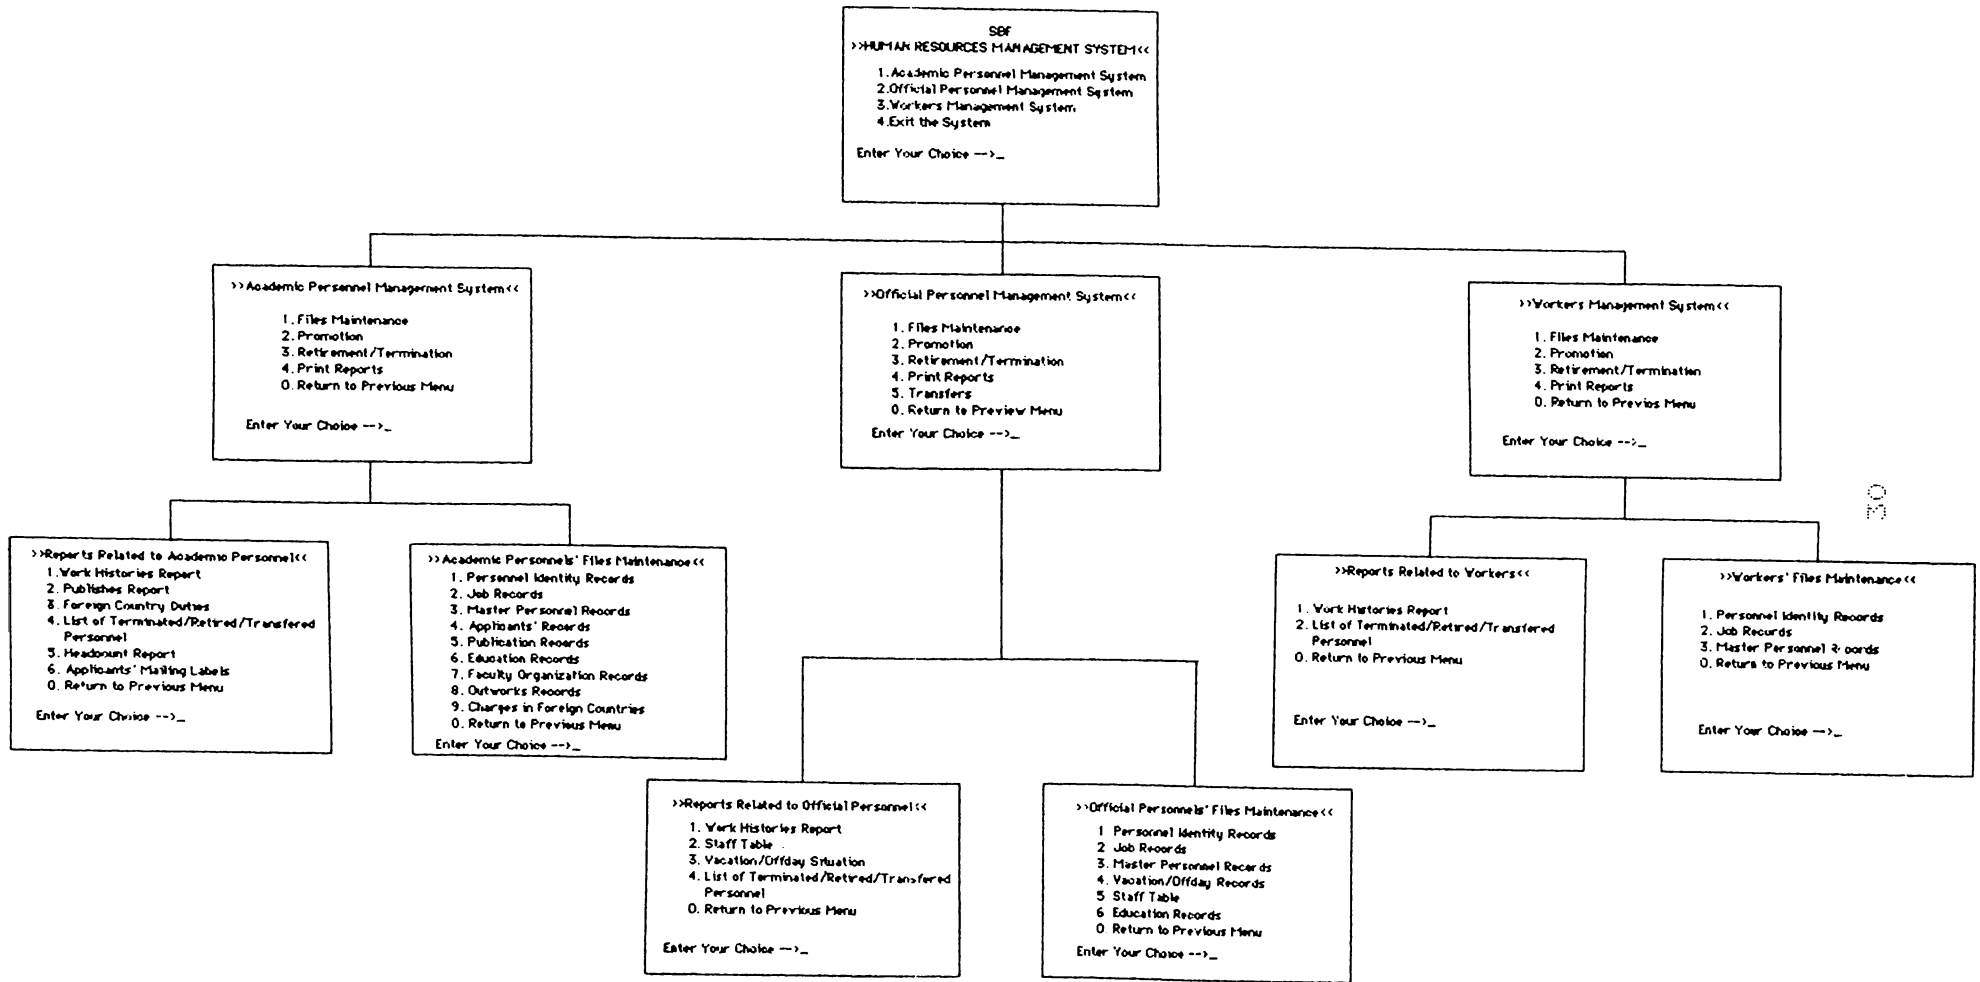 SBF
>>HUMAN RESOURCES MANAGEMENT SYSTEM<<
1.Academic Personnel Management System
2.Official Personnel Management System
3.Workers Management System
4.Exit the System
Enter Your Choice -->_
>>Academic Personnel Management System<<
1. Files Maintenance
2. Promotion
3. Retirement/Termination
4. Print Reports
0. Return to Previous Menu
Enter Your Choice -->_
>>Official Personnel Management System<<
1. Files Maintenance
2. Promotion
3. Retirement/Termination
4. Print Reports
5. Transfers
0. Return to Preview Menu
Enter Your Choice -->_
>>Workers Management System<<
1. Files Maintenance
2. Promotion
3. Retirement/Termination
4. Print Reports
0. Return to Previos Menu
Enter Your Choice -->_
30
>>Reports Related to Academic Personnel<<
1.Work Histories Report
2. Publishes Report
3. Foreign Country Duties
4. List of Terminated/Retired/Transfered
Personnel
5. Headcount Report
6. Applicants' Mailing Labels
0. Return to Previous Menu
Enter Your Choice -->_
>>Academic Personnels' Files Maintenance<<
1. Personnel Identity Records
2. Job Records
3. Master Personnel Records
4. Applicants' Records
5. Publication Records
6. Education Records
7. Faculty Organization Records
8. Outworks Records
9. Charges in Foreign Countries
0. Return to Previous Menu
Enter Your Choice -->_
>>Reports Related to Workers<<
1. Work Histories Report
2. List of Terminated/Retired/Transfered
Personnel
0. Return to Previous Menu
Enter Your Choice -->_
>>Workers' Files Maintenance<<
1. Personnel Identity Records
2. Job Records
3. Master Personnel Records
0. Return to Previous Menu
Enter Your Choice -->_
>>Reports Related to Official Personnel<<
1. Work Histories Report
2. Staff Table
3. Vacation/Offday Situation
4. List of Terminated/Retired/Transfered
Personnel
0. Return to Previous Menu
Enter Your Choice -->_
>>Official Personnels' Files Maintenance<<
1 Personnel Identity Records
2 Job Records
3. Master Personnel Records
4. Vacation/Offday Records
5 Staff Table
6 Education Records
0. Return to Previous Menu
Enter Your Choice -->_